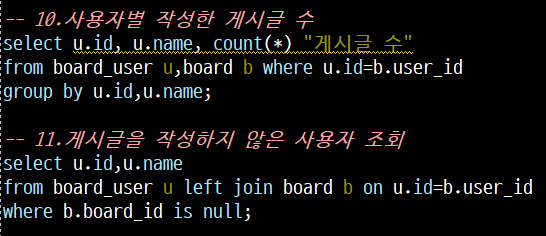 -- 10.사용자별 작성한 게시글 수
select u.id, u.name, count(*) "게시글 수"
from board_user u,board b where u.id=b.user_id
group by u.id,u.name;
-- 11.게시글을 작성하지 않은 사용자 조회
select u.id,u.name
from board_user u left join board b on u.id=b.user_id
where b.board_id is null;